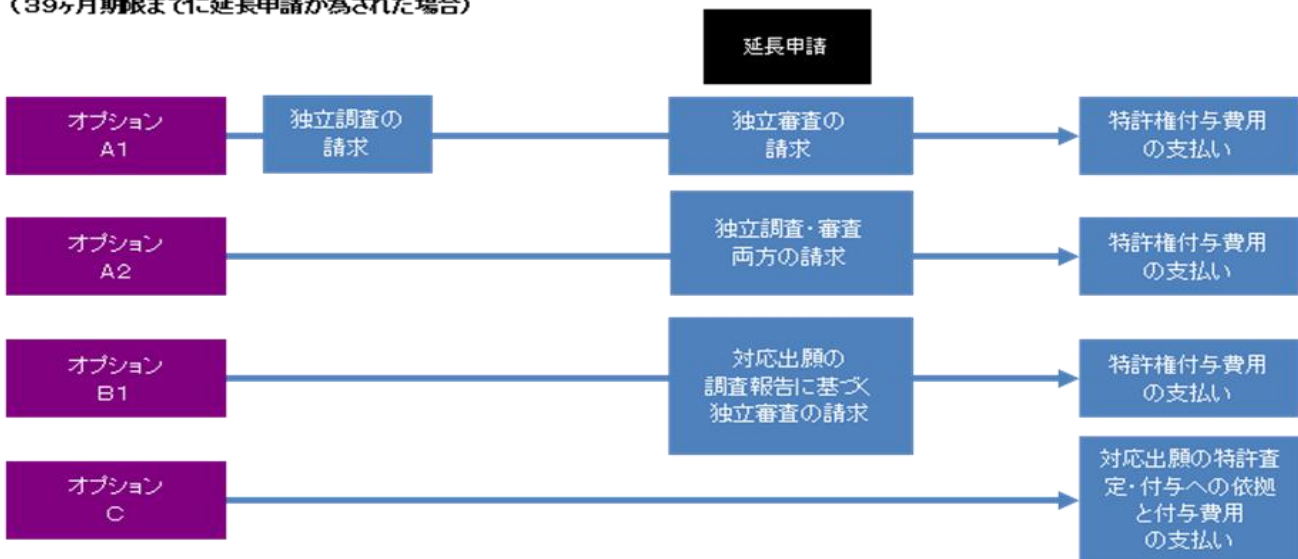 (39ヶ月期限までに延長申請が為された場合)
延長申請
オプション
A1
独立調査の
請求
独立審査の
請求
特許権付与費用
の支払い
オプション
A2
独立調査・審査
両方の請求
特許権付与費用
の支払い
オプション
B1
対応出願の
調査報告に基づく
独立審査の請求
特許権付与費用
の支払い
オプション
C
対応出願の特許査
定・付与への依拠
と付与費用
の支払い